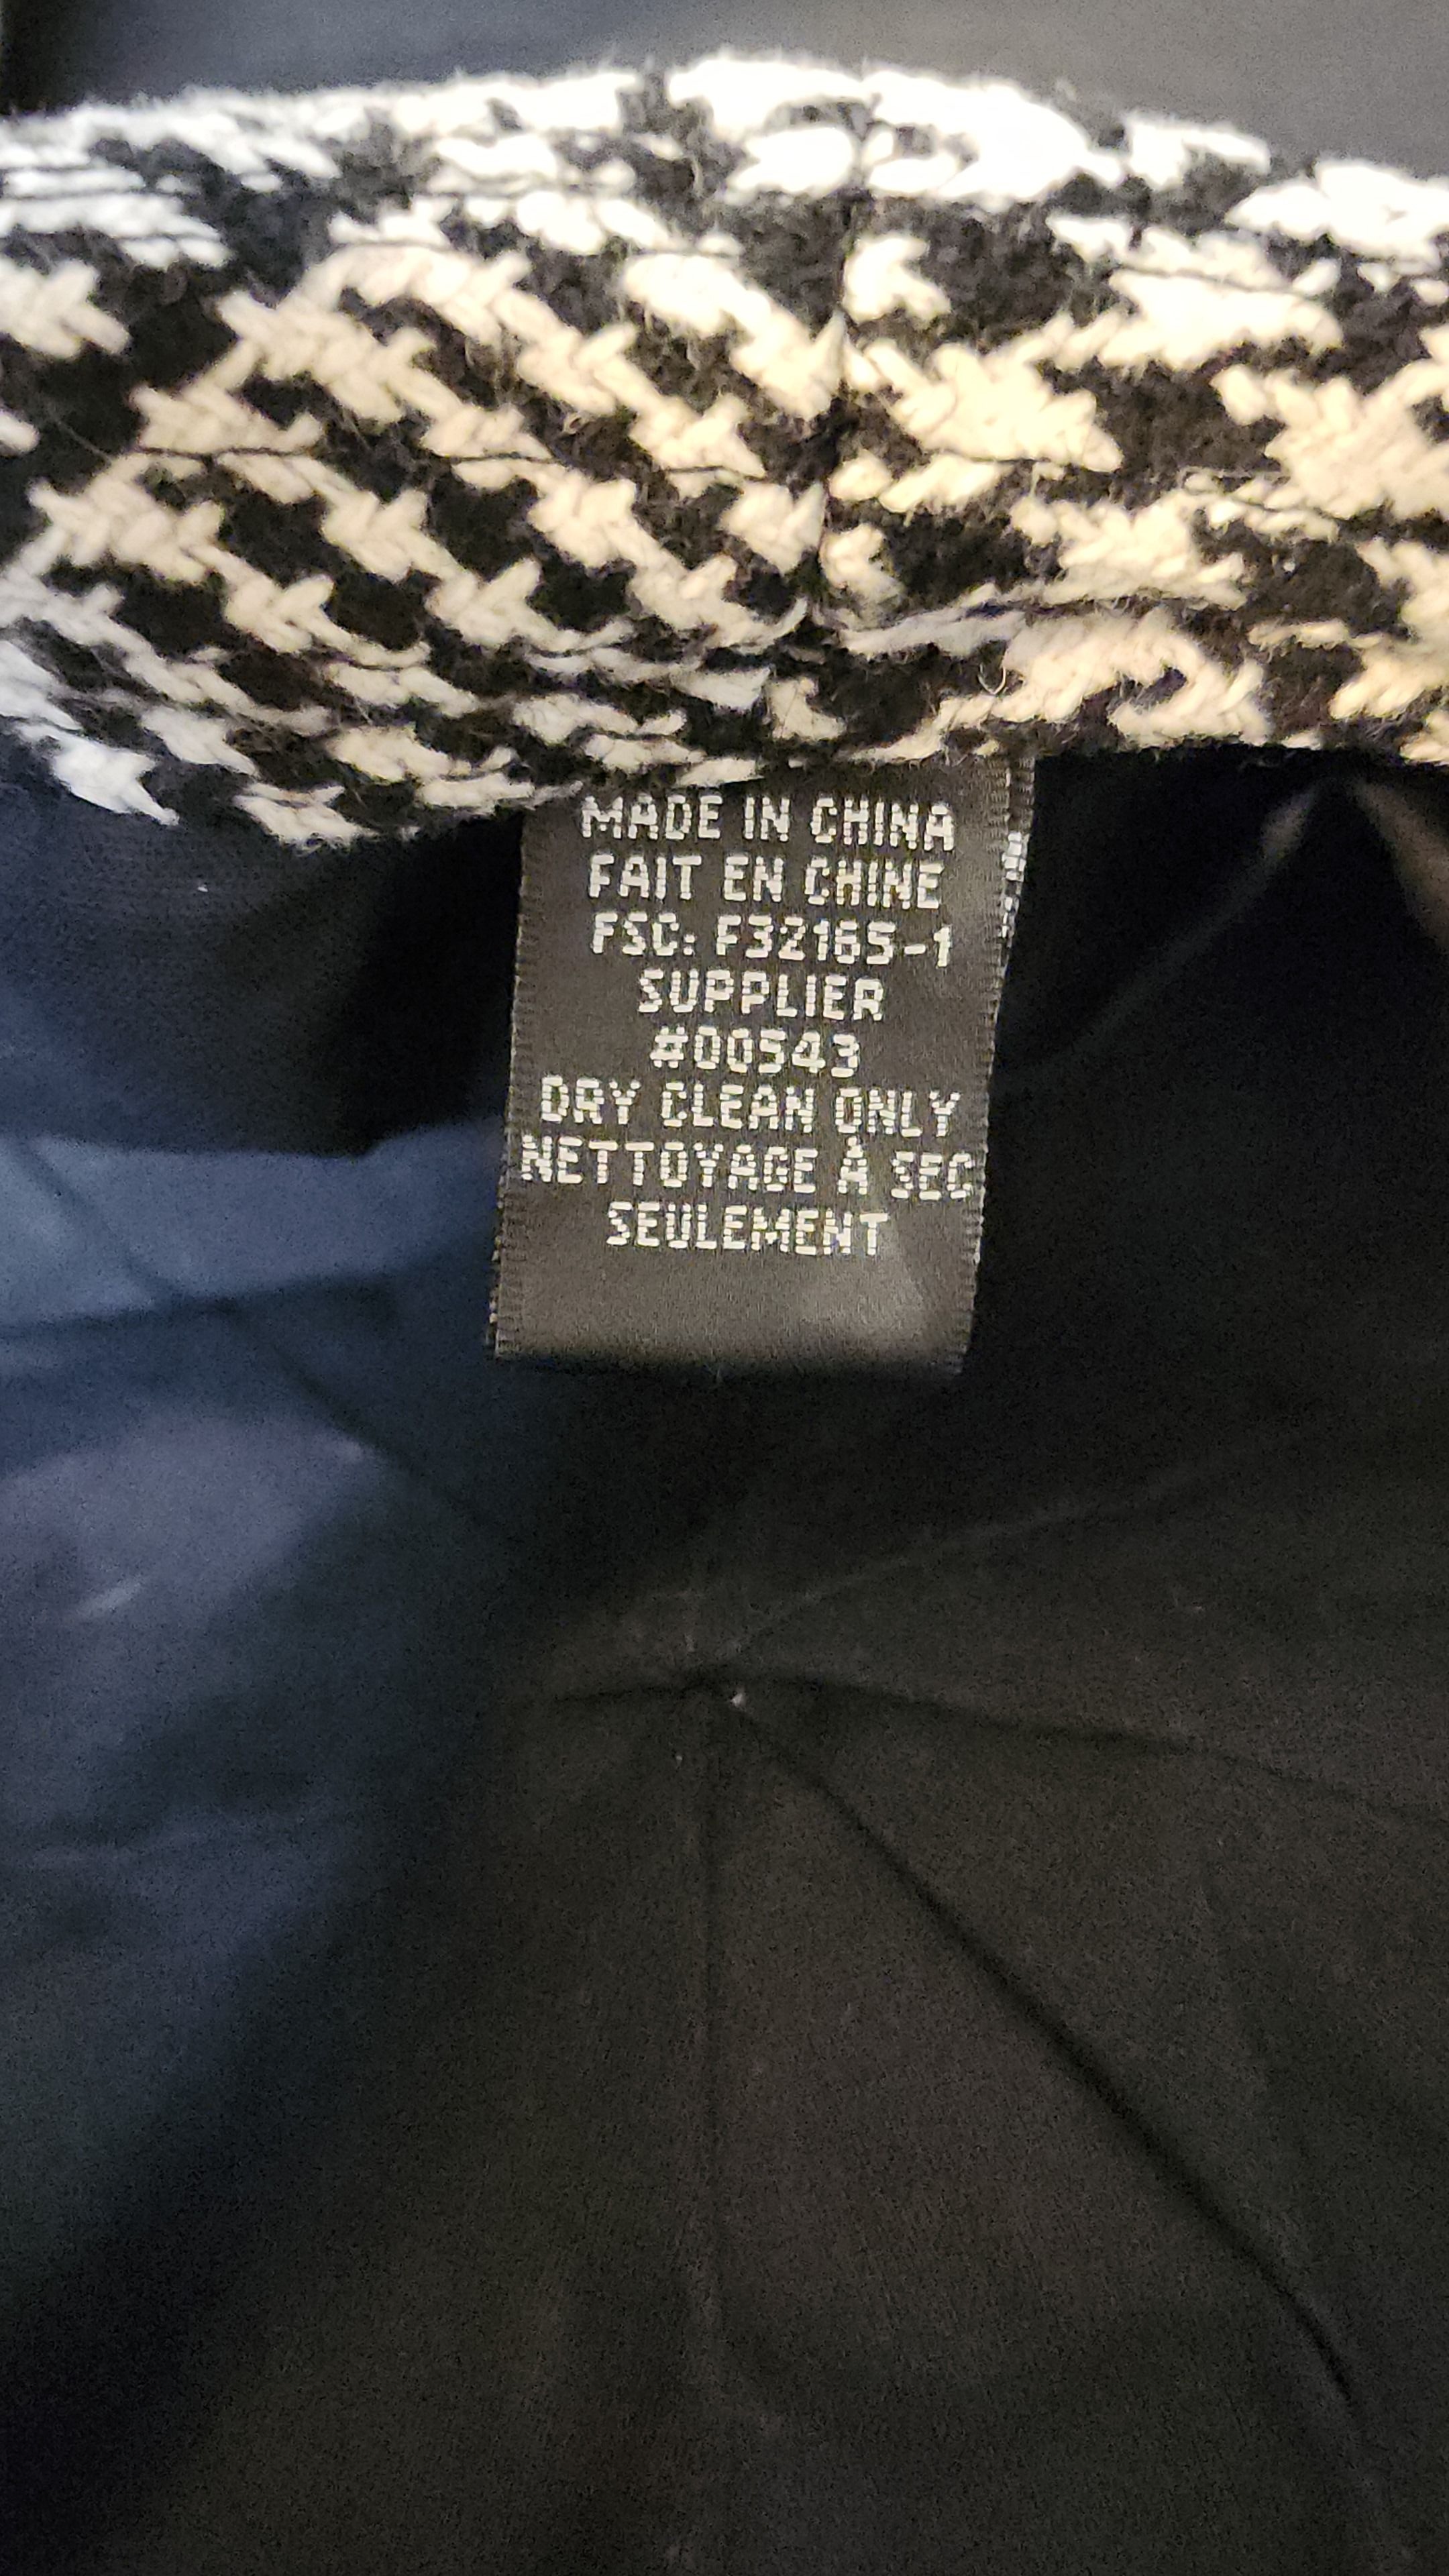 MADE IN CHINA
FAIT EN CHINE
FSC: F32165-1
SUPPLIER
#00543
DRY CLEAN ONLY
NETTOYAGE À SEC
SEULEMENT